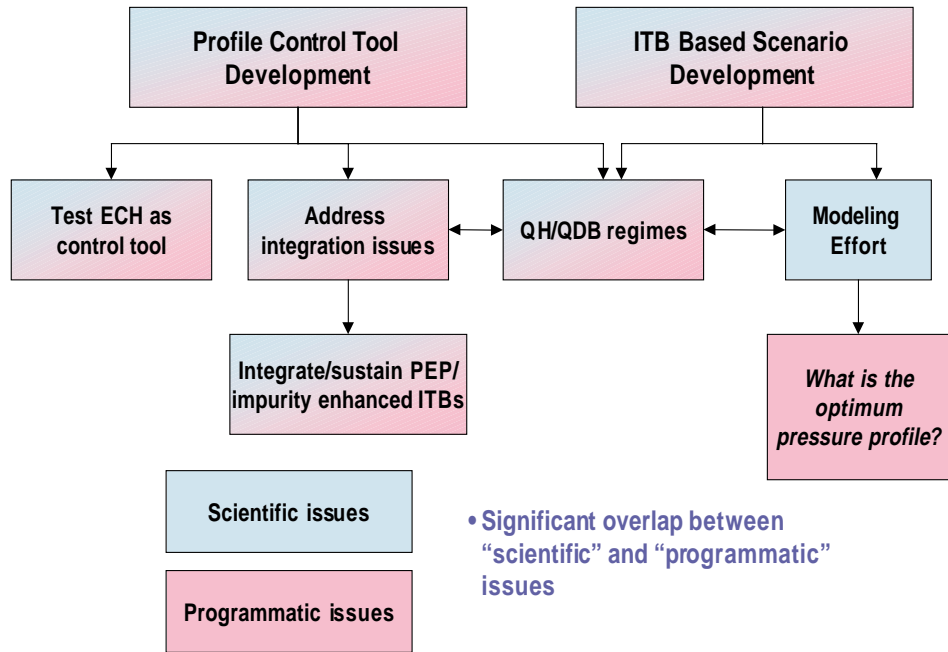 Profile Control Tool
Development
ITB Based Scenario
Development
Test ECH as
control tool
Address
integration issues
QH/QDB regimes
Modeling
Effort
Integrate/sustain PEP/
impurity enhanced ITBs
What is the
optimum
pressure profile?
Scientific issues
Programmatic issues
• Significant overlap between
“scientific” and “programmatic”
issues